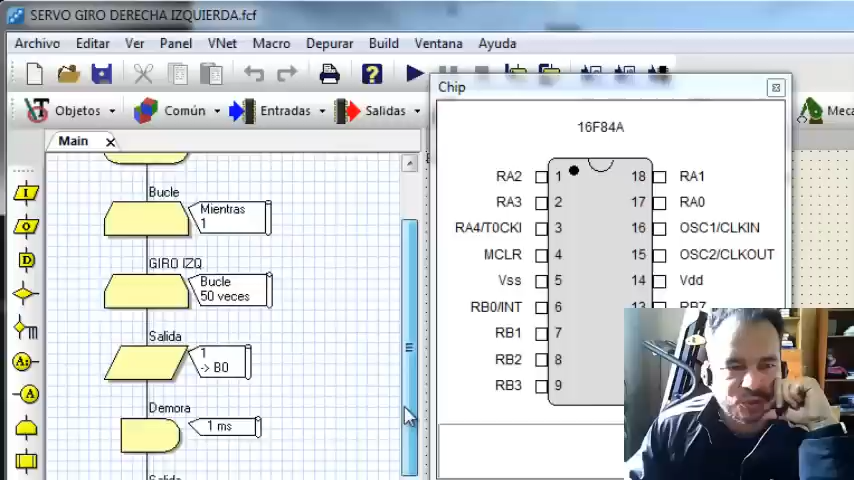 SERVO GIRO DERECHA IZQUIERDA.fcf
Archivo Editar Ver Panel VNet Macro Depurar Build Ventana Ayuda
Objetos Común Entradas Salidas
Main
Bucle
Mientras
1
GIRO IZQ
Bucle
50 veces
Salida
1
-> B0
Demora
1 ms
Chip
16F84A
RA2 1 18 RA1
RA3 2 17 RA0
RA4/T0CKI 3 16 OSC1/CLKIN
MCLR 4 15 OSC2/CLKOUT
Vss 5 14 Vdd
RB0/INT 6 13 RB7
RB1 7
RB2 8
RB3 9